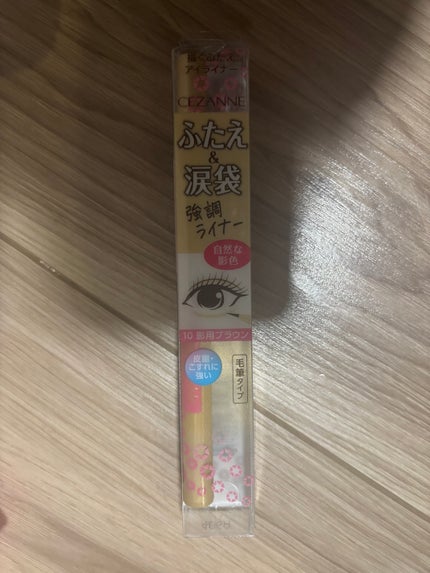 描くふたえ
アイライナー
CEZANNE
ふたえ
&
涙袋
強調
ライナー
自然な
影色
10 影用ブラウン
皮脂・
こすれに
強い
毛筆タイプ